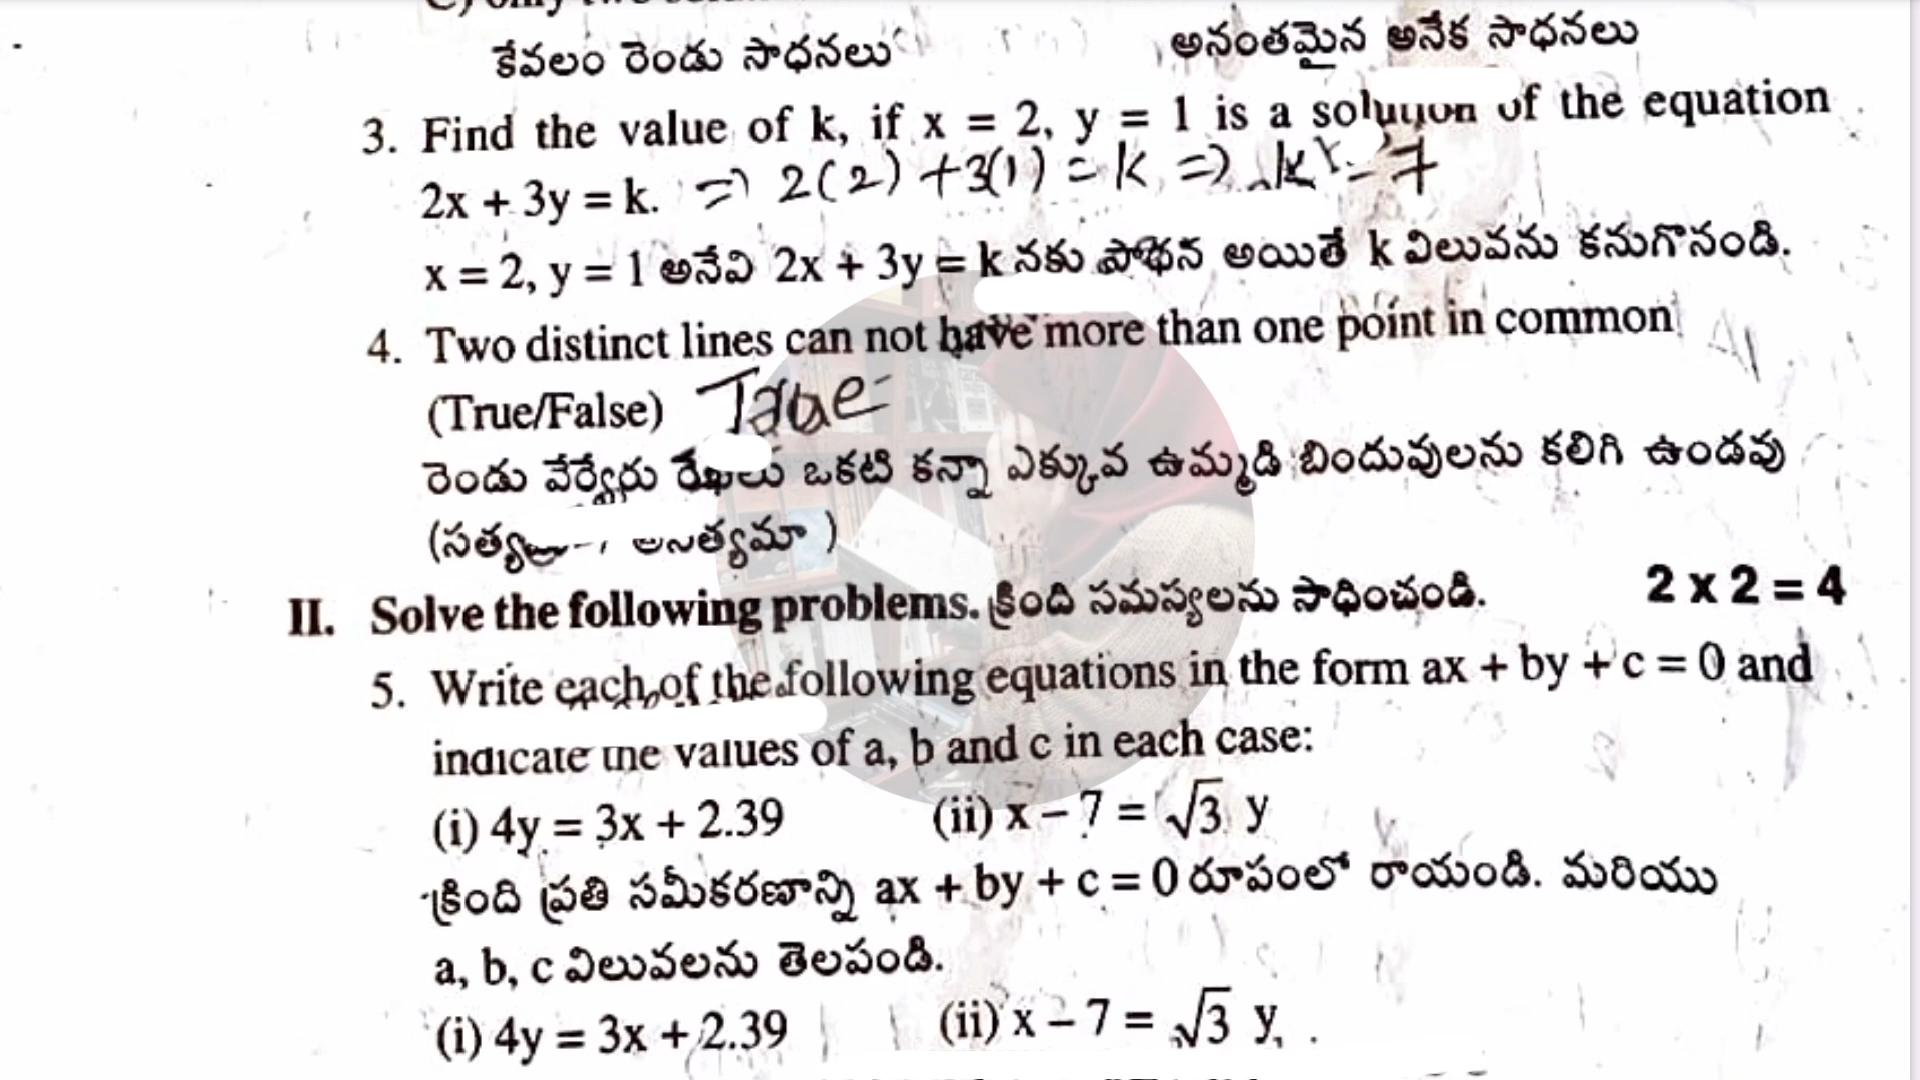 కేవలం రెండు సాధనలు అనంతమైన అనేక సాధనలు
3. Find the value of k, if x = 2, y = 1 is a solution of the equation
2x + 3y = k. => 2(2) + 3(1) = k => k = 7
x = 2, y = 1 అనేవి 2x + 3y = k నకు సాధన అయితే k విలువను కనుగొనండి.
4. Two distinct lines can not have more than one point in common
(True/False) True
రెండు వేర్వేరు రేఖలు ఒకటి కన్నా ఎక్కువ ఉమ్మడి బిందువులను కలిగి ఉండవు
అసత్యమా )
II. Solve the following problems. క్రింది సమస్యలను సాధించండి. 2 x 2 = 4
5. Write each of the following equations in the form ax + by + c = 0 and
indicate the values of a, b and c in each case:
(i) 4y = 3x + 2.39 (ii) x – 7 = √3 y
క్రింది ప్రతి సమీకరణాన్ని ax + by + c = 0 రూపంలో రాయండి. మరియు
a, b, c విలువలను తెలపండి.
(i) 4y = 3x + 2.39 (ii) x – 7 = √3 y.